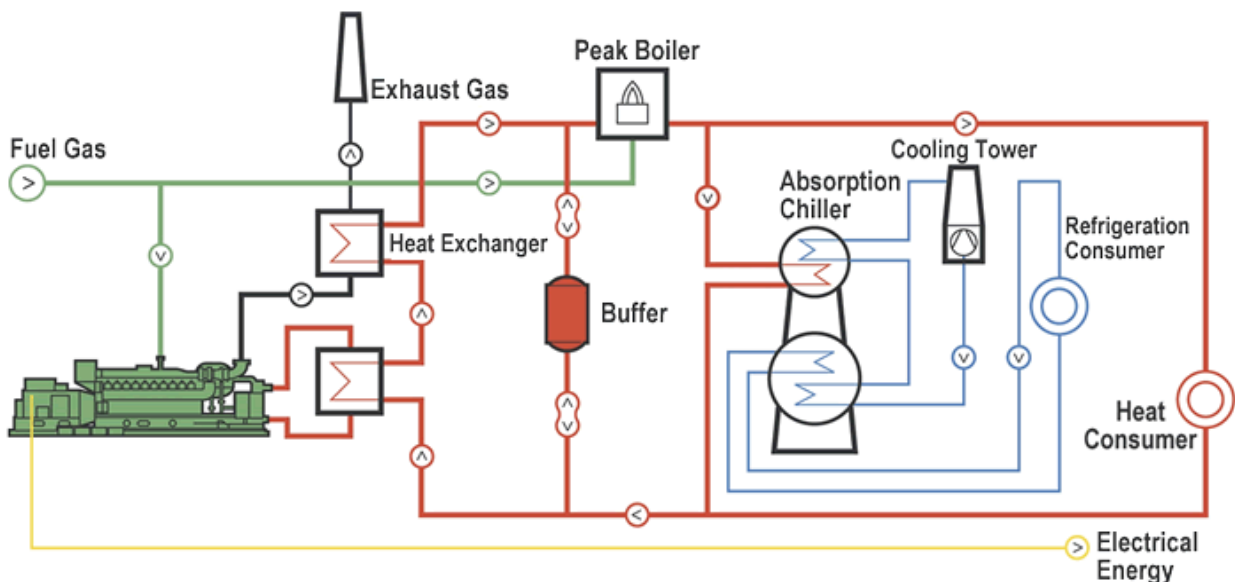 Peak Boiler
Exhaust Gas
Fuel Gas
Cooling Tower
Absorption
Chiller
Refrigeration
Consumer
Heat Exchanger
Buffer
Heat
Consumer
Electrical
Energy